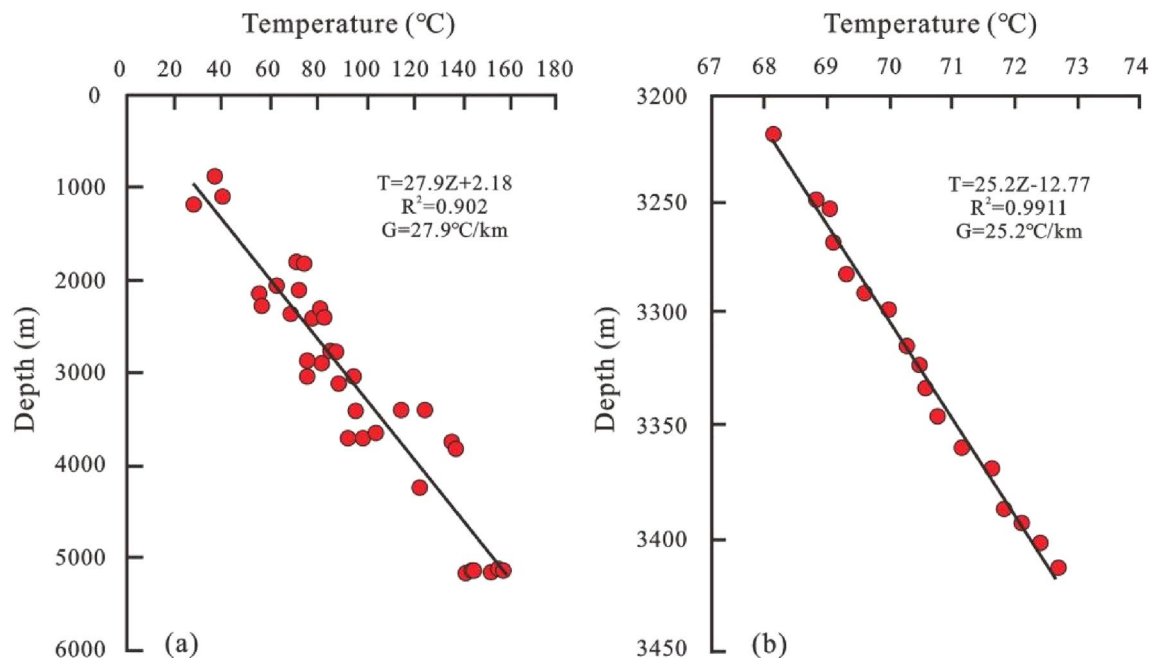 Temperature (℃)
0 20 40 60 80 100 120 140 160 180
0
1000
2000
3000
4000
5000
6000
Depth (m)
T=27.9Z+2.18
R²=0.902
G=27.9℃/km
(a)
Temperature (℃)
67 68 69 70 71 72 73 74
3200
3250
3300
3350
3400
3450
Depth (m)
T=25.2Z-12.77
R²=0.9911
G=25.2℃/km
(b)